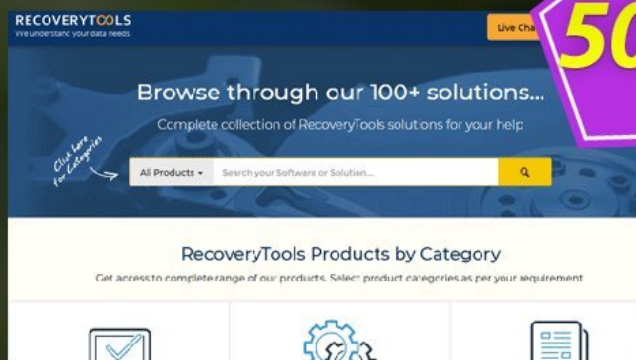 RECOVERYTOOLS
We understand your data needs
Live Cha
50
Browse through our 100+ solutions...
Complete collection of RecoveryTools solutions for your help
Click here
for Categories
All Products
Search your Software or Solution....
RecoveryTools Products by Category
Get access to complete range of our products. Select product categories as per your requirement